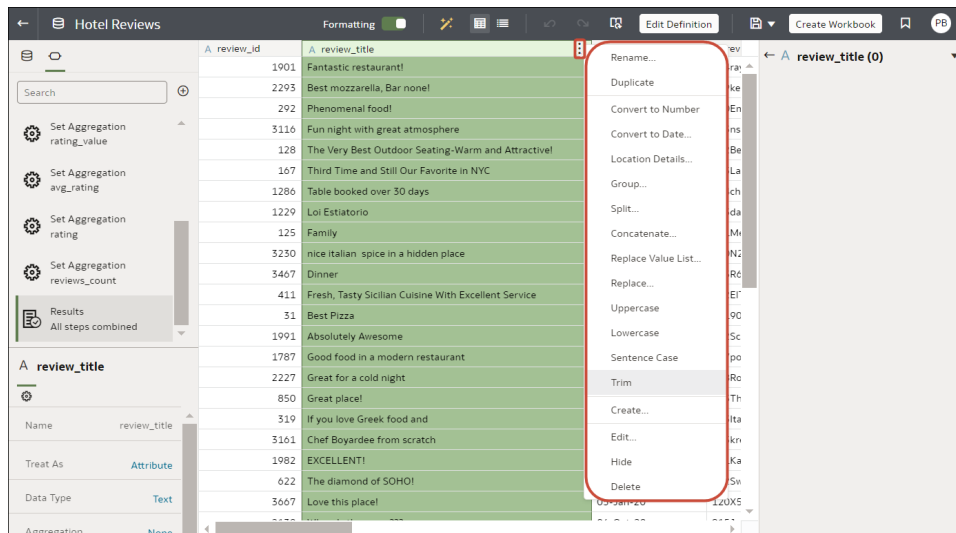 Hotel Reviews
Formatting
Edit Definition
Create Workbook
PB
Search
Set Aggregation
rating_value
Set Aggregation
avg_rating
Set Aggregation
rating
Set Aggregation
reviews_count
Results
All steps combined
A review_title
Name review_title
Treat As Attribute
Data Type Text
Aggregation None
A review_id A review_title
1901 Fantastic restaurant!
2293 Best mozzarella, Bar none!
292 Phenomenal food!
3116 Fun night with great atmosphere
128 The Very Best Outdoor Seating-Warm and Attractive!
167 Third Time and Still Our Favorite in NYC
1286 Table booked over 30 days
1229 Loi Estiatorio
125 Family
3230 nice italian spice in a hidden place
3467 Dinner
411 Fresh, Tasty Sicilian Cuisine With Excellent Service
31 Best Pizza
1991 Absolutely Awesome
1787 Good food in a modern restaurant
2227 Great for a cold night
850 Great place!
319 If you love Greek food and
3161 Chef Boyardee from scratch
1982 EXCELLENT!
622 The diamond of SOHO!
3667 Love this place!
Rename...
Duplicate
Convert to Number
Convert to Date...
Location Details...
Group...
Split...
Concatenate...
Replace Value List...
Replace...
Uppercase
Lowercase
Sentence Case
Trim
Create...
Edit...
Hide
Delete
A review_title (0)